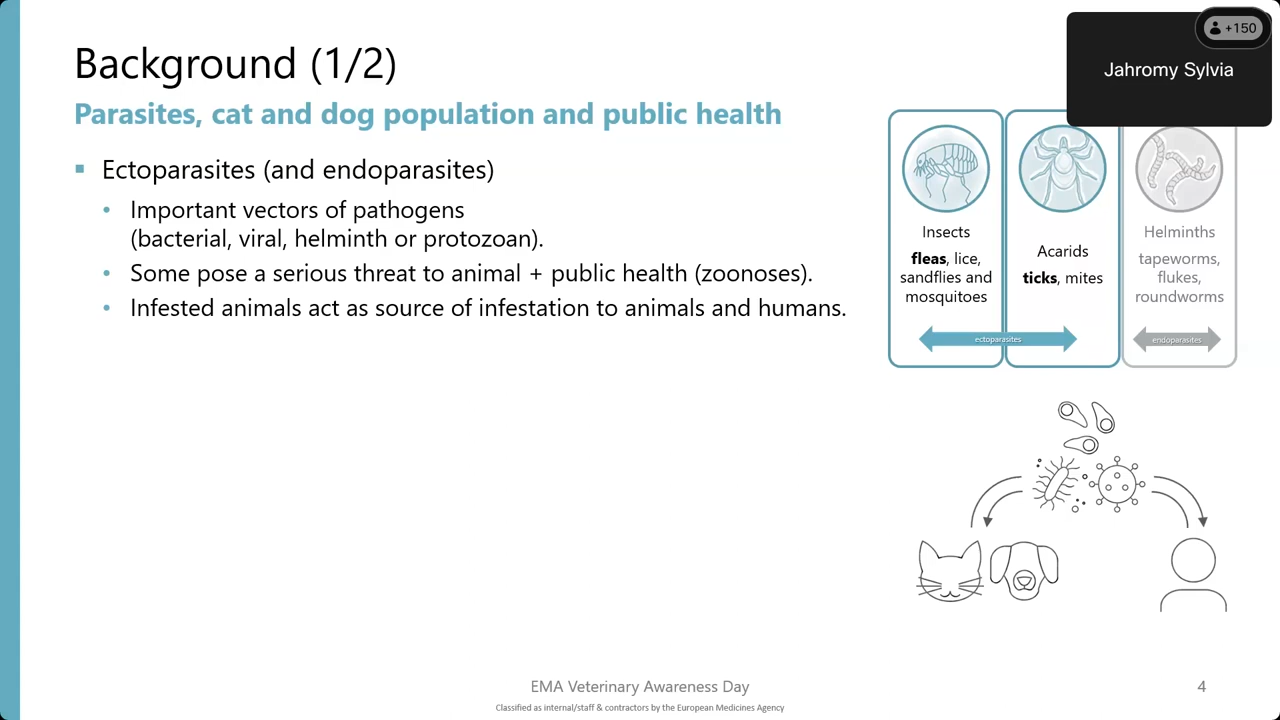 Background (1/2)
Parasites, cat and dog population and public health
Ectoparasites (and endoparasites)
Important vectors of pathogens
(bacterial, viral, helminth or protozoan).
Some pose a serious threat to animal + public health (zoonoses).
Infested animals act as source of infestation to animals and humans.
+150
Jahromy Sylvia
Insects
fleas, lice,
sandflies and
mosquitoes
Acarids
ticks, mites
Helminths
tapeworms,
flukes,
roundworms
ectoparasites
endoparasites
EMA Veterinary Awareness Day
Classified as internal/staff & contractors by the European Medicines Agency
4